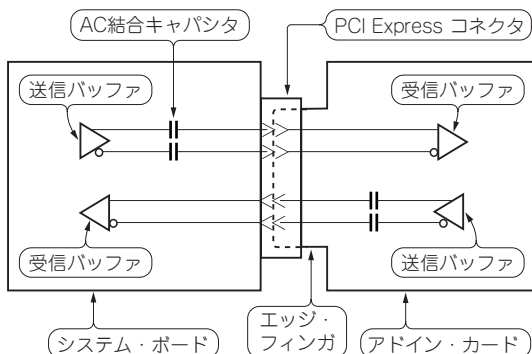 AC結合キャパシタ
PCI Express コネクタ
送信バッファ
受信バッファ
受信バッファ
送信バッファ
システム・ボード
エッジ・
フィンガ
アドイン・カード